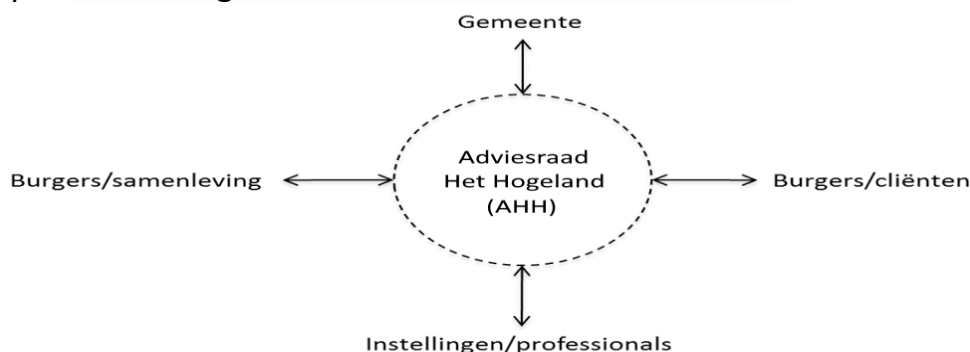 Gemeente
Adviesraad
Het Hogeland
(AHH)
Burgers/samenleving
Burgers/cliënten
Instellingen/professionals